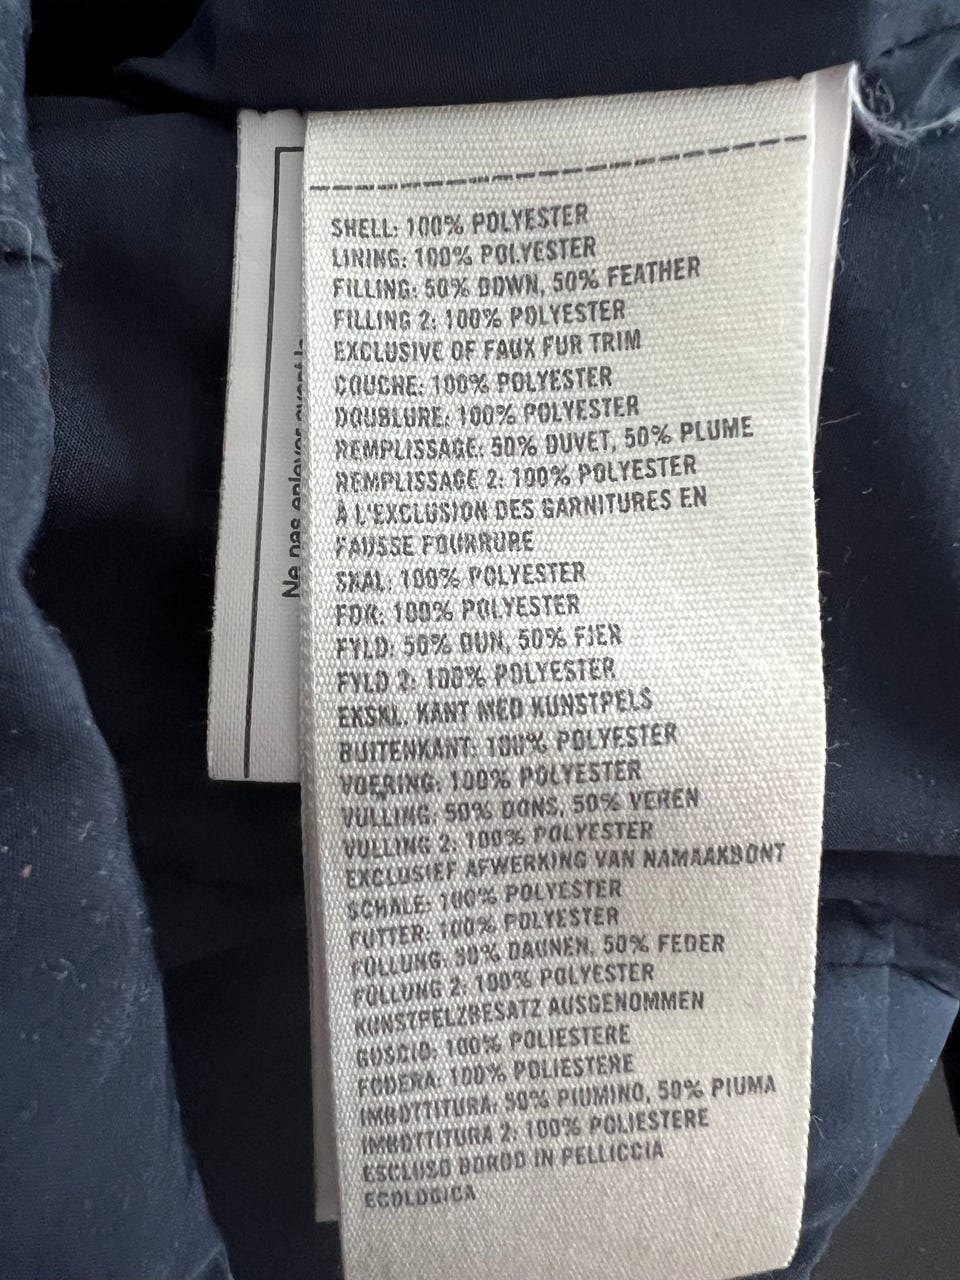 SHELL: 100% POLYESTER
LINING: 100% POLYESTER
FILLING: 50% DOWN, 50% FEATHER
FILLING 2: 100% POLYESTER
EXCLUSIVE OF FAUX FUR TRIM
COUCHE: 100% POLYESTER
DOUBLURE: 100% POLYESTER
REMPLISSAGE: 50% DUVET, 50% PLUME
REMPLISSAGE 2: 100% POLYESTER
À L'EXCLUSION DES GARNITURES EN
FAUSSE FOURRURE
SKAL: 100% POLYESTER
FOR: 100% POLYESTER
FYLD: 50% DUN, 50% FJER
FYLD 2: 100% POLYESTER
EKSKL. KANT MED KUNSTPELS
BUITENKANT: 100% POLYESTER
VOERING: 100% POLYESTER
VULLING: 50% DONS, 50% VEREN
VULLING 2: 100% POLYESTER
EXCLUSIEF AFWERKING VAN NAMAAKBONT
SCHALE: 100% POLYESTER
FUTTER: 100% POLYESTER
FÜLLUNG: 50% DAUNEN, 50% FEDER
FÜLLUNG 2: 100% POLYESTER
KUNSTPELZBESATZ AUSGENOMMEN
GUSCIO: 100% POLIESTERE
FODERA: 100% POLIESTERE
IMBOTTITURA: 50% PIUMINO, 50% PIUMA
IMBOTTITURA 2: 100% POLIESTERE
ESCLUSO BOROD IN PELLICCIA
ECOLOGICA
Ne pas enlever avant la